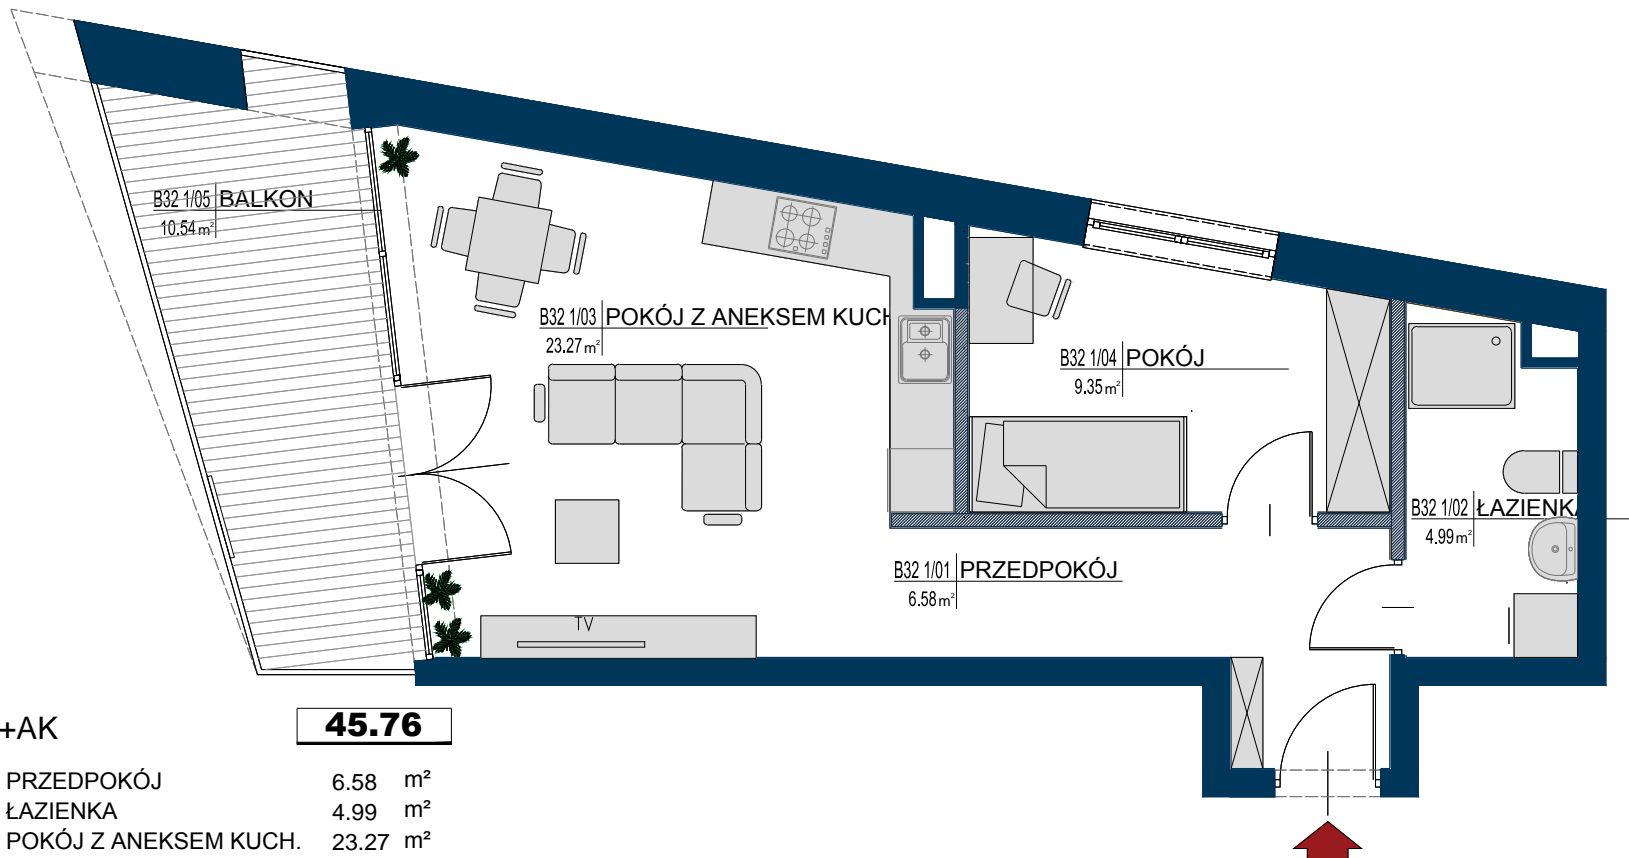 B32 1/05 BALKON
10.54 m²
B32 1/03 POKÓJ Z ANEKSEM KUCH
23.27 m²
B32 1/04 POKÓJ
9.35 m²
B32 1/02 ŁAZIENKA
4.99 m²
B32 1/01 PRZEDPOKÓJ
6.58 m²
TV
+AK 45.76
PRZEDPOKÓJ 6.58 m²
ŁAZIENKA 4.99 m²
POKÓJ Z ANEKSEM KUCH. 23.27 m²